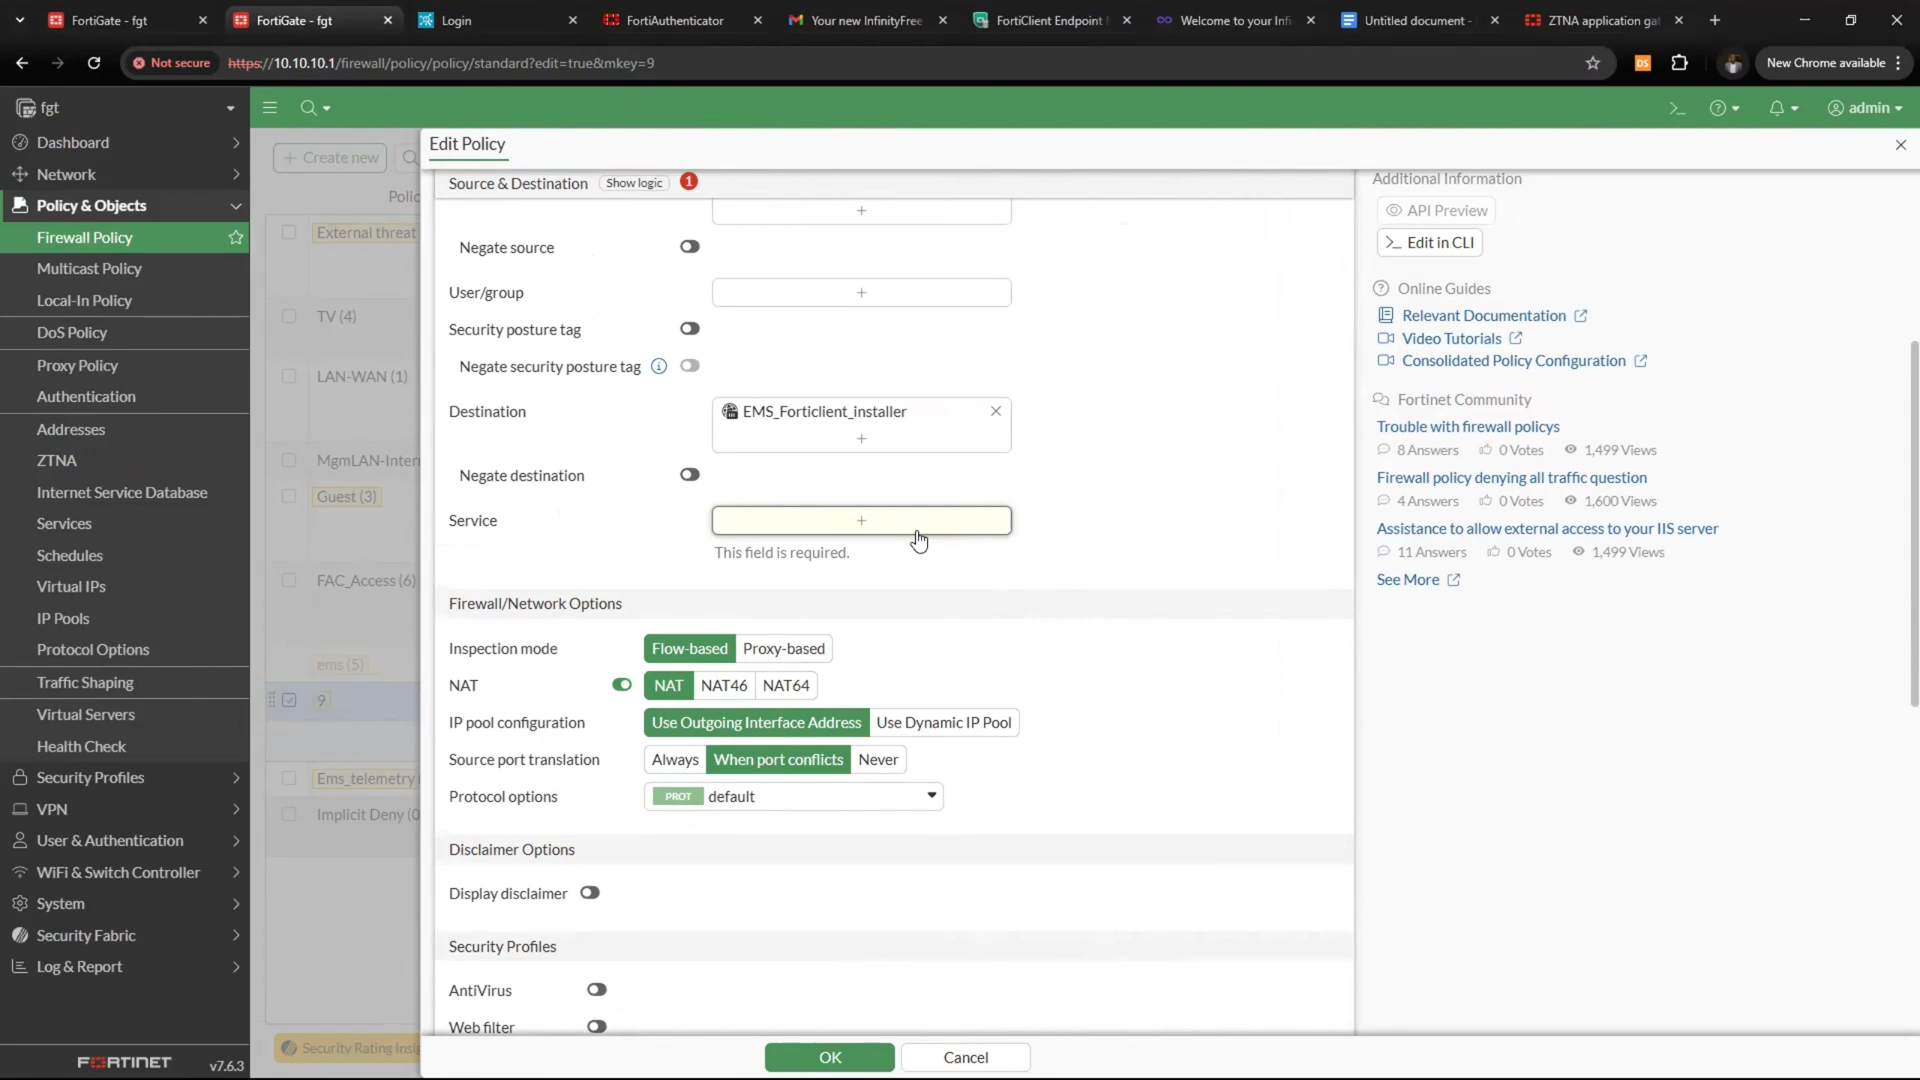 FortiGate - fgt
FortiGate - fgt
Login
FortiAuthenticator
Your new InfinityFree
FortiClient Endpoint
Welcome to your Infi
Untitled document -
ZTNA application gat
Not secure
https://10.10.10.1/firewall/policy/policy/standard?edit=true&mkey=9
DS
New Chrome available
fgt
admin
Dashboard
Network
Policy & Objects
Firewall Policy
Multicast Policy
Local-In Policy
DoS Policy
Proxy Policy
Authentication
Addresses
ZTNA
Internet Service Database
Services
Schedules
Virtual IPs
IP Pools
Protocol Options
Traffic Shaping
Virtual Servers
Health Check
Security Profiles
VPN
User & Authentication
WiFi & Switch Controller
System
Security Fabric
Log & Report
FORTINET v7.6.3
Create new
Polic
External threat
TV (4)
LAN-WAN (1)
MgmLAN-Intern
Guest (3)
FAC_Access (6)
ems (5)
9
Ems_telemetry
Implicit Deny (0
Security Rating Insig
Edit Policy
Source & Destination Show logic 1
Negate source
User/group
Security posture tag
Negate security posture tag
Destination
EMS_Forticlient_installer
Negate destination
Service
This field is required.
Firewall/Network Options
Inspection mode Flow-based Proxy-based
NAT NAT NAT46 NAT64
IP pool configuration Use Outgoing Interface Address Use Dynamic IP Pool
Source port translation Always When port conflicts Never
Protocol options PROT default
Disclaimer Options
Display disclaimer
Security Profiles
AntiVirus
Web filter
OK Cancel
Additional Information
API Preview
>_ Edit in CLI
Online Guides
Relevant Documentation
Video Tutorials
Consolidated Policy Configuration
Fortinet Community
Trouble with firewall policys
8 Answers 0 Votes 1,499 Views
Firewall policy denying all traffic question
4 Answers 0 Votes 1,600 Views
Assistance to allow external access to your IIS server
11 Answers 0 Votes 1,499 Views
See More